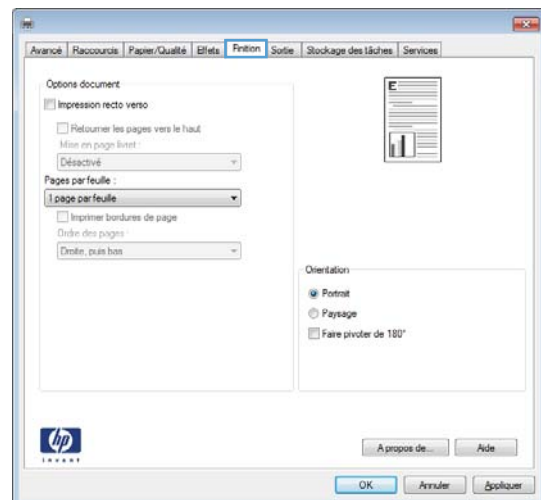 Avancé Raccourcis Papier/Qualité Effets Finition Sortie Stockage des tâches Services
Options document
Impression recto verso
Retourner les pages vers le haut
Mise en page livret :
Désactivé
Pages par feuille :
1 page par feuille
Imprimer bordures de page
Ordre des pages :
Droite, puis bas
E
Orientation
Portrait
Paysage
Faire pivoter de 180°
hp
invent
A propos de...
Aide
OK
Annuler
Appliquer